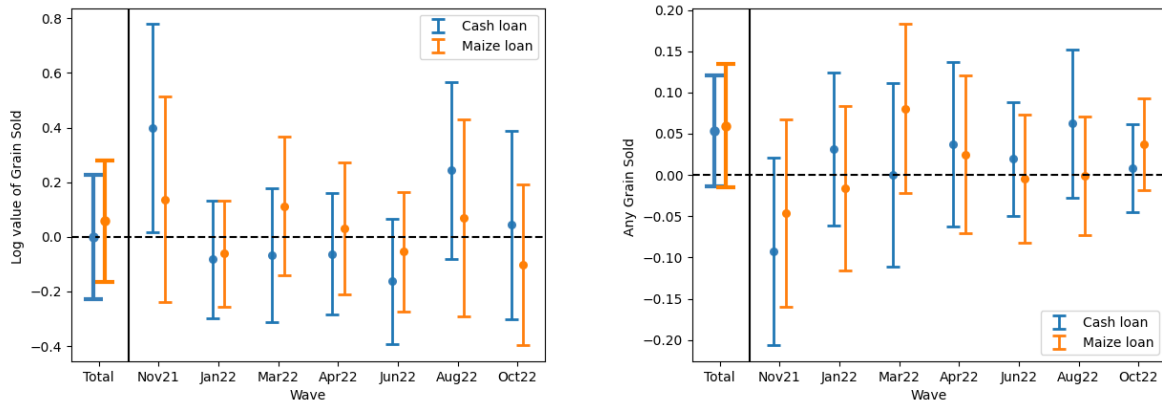 Log value of Grain Sold
0.8
0.6
0.4
0.2
0.0
−0.2
−0.4
Cash loan
Maize loan
Total Nov21 Jan22 Mar22 Apr22 Jun22 Aug22 Oct22
Wave
Any Grain Sold
0.20
0.15
0.10
0.05
0.00
−0.05
−0.10
−0.15
−0.20
Cash loan
Maize loan
Total Nov21 Jan22 Mar22 Apr22 Jun22 Aug22 Oct22
Wave